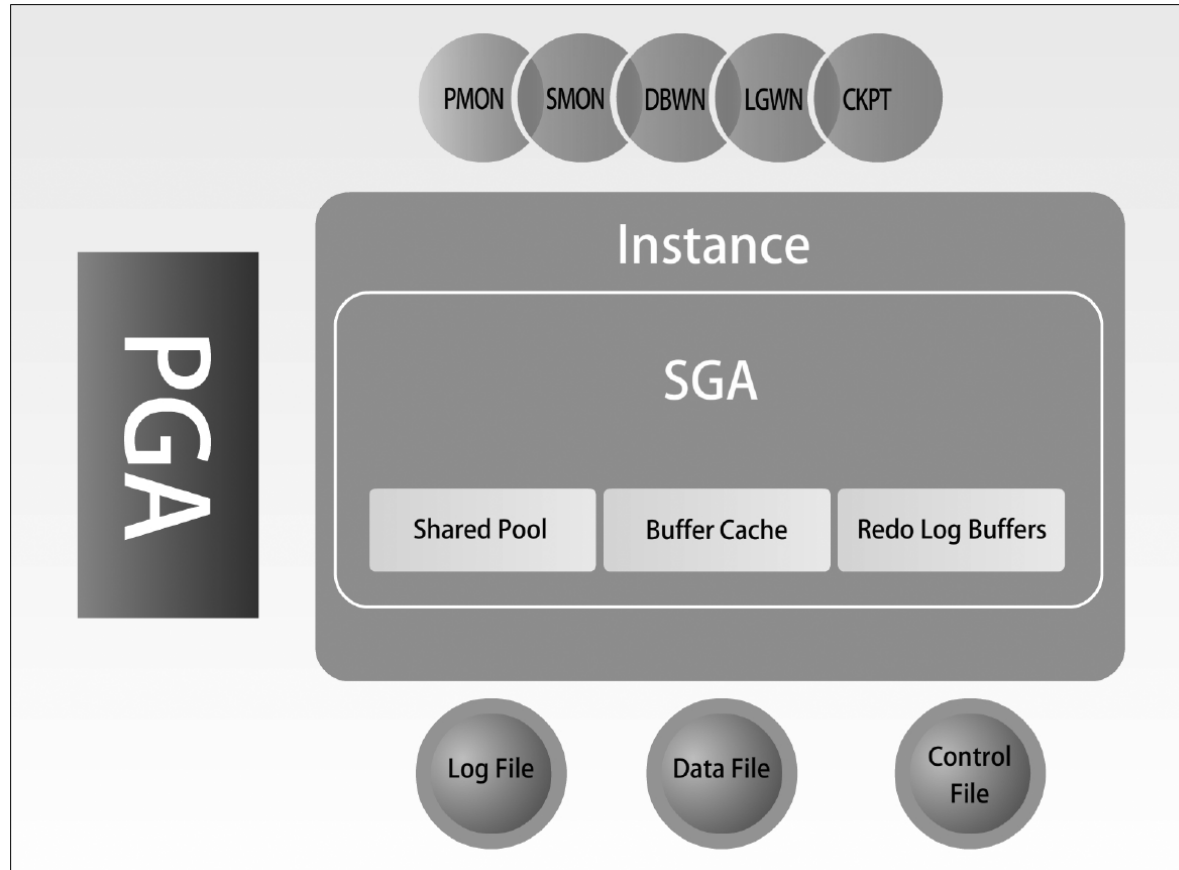 PMON
SMON
DBWN
LGWN
CKPT
Instance
PGA
SGA
Shared Pool
Buffer Cache
Redo Log Buffers
Log File
Data File
Control
File